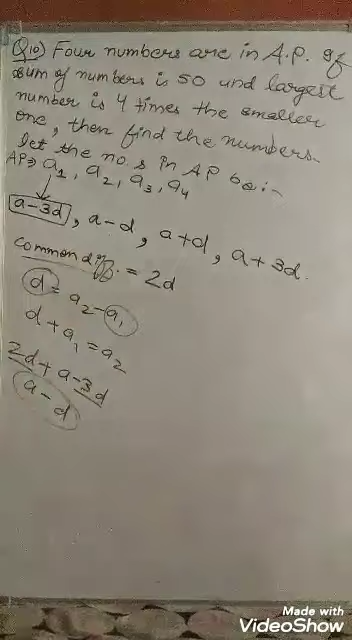 Q10) Four numbers are in A.P. If
sum of numbers is 50 and largest
number is 4 times the smaller
one, then find the numbers.
let the no.s in AP be:-
AP⇒ a₁, a₂, a₃, a₄
a-3d, a-d, a+d, a+3d.
common diff. = 2d
d = a₂-a₁
d+a₁ = a₂
2d+a-3d
a-d
Made with
VideoShow